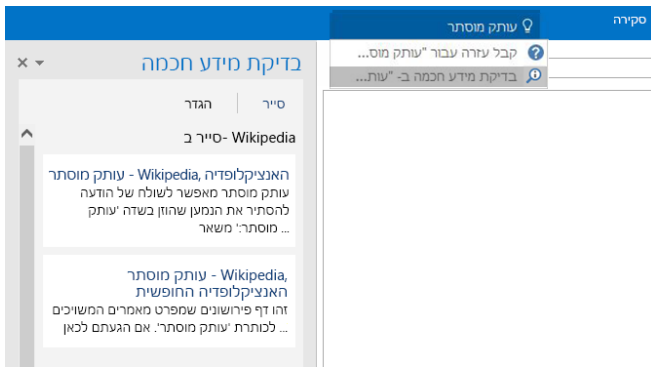 סקירה
עותק מוסתר
קבל עזרה עבור "עותק מוס...
בדיקת מידע חכמה ב- "עות...
בדיקת מידע חכמה
סייר
הגדר
סייר ב- Wikipedia
עותק מוסתר - Wikipedia, האנציקלופדיה
עותק מוסתר מאפשר לשולח של הודעה
להסתיר את הנמען שהוזן בשדה 'עותק
מוסתר:' משאר ...
עותק מוסתר - Wikipedia,
האנציקלופדיה החופשית
זהו דף פירושונים שמפרט מאמרים המשויכים
לכותרת 'עותק מוסתר'. אם הגעתם לכאן ...